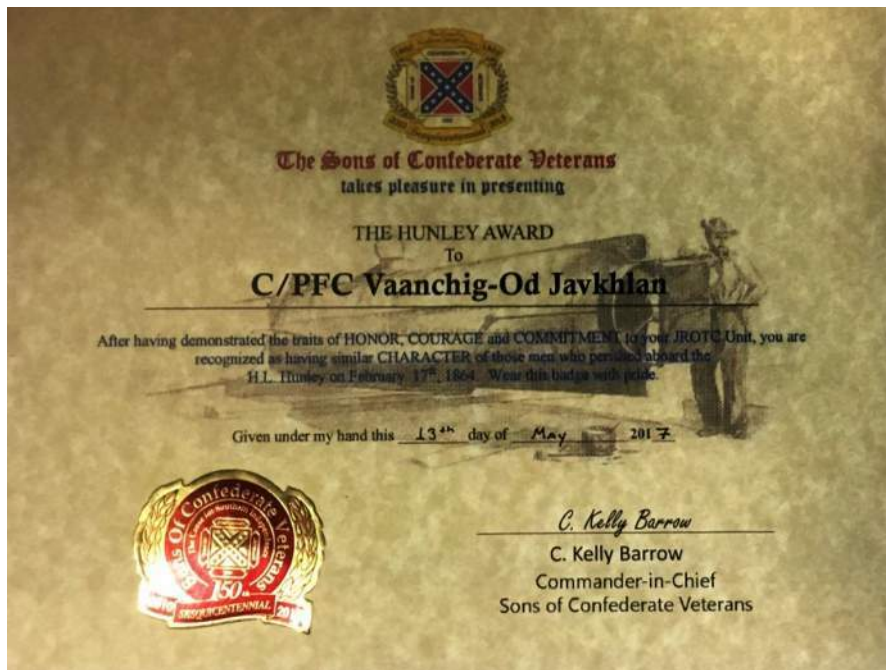 The Sons of Confederate Veterans
takes pleasure in presenting
THE HUNLEY AWARD
To
C/PFC Vaanchig-Od Javkhlan
After having demonstrated the traits of HONOR, COURAGE and COMMITMENT to your JROTC Unit, you are
recognized as having similar CHARACTER of those men who perished aboard the
H.L. Hunley on February 17th, 1864. Wear this badge with pride.
Given under my hand this 13th day of May 2017
Sons Of Confederate Veterans
150
SESQUICENTENNIAL
C. Kelly Barrow
C. Kelly Barrow
Commander-in-Chief
Sons of Confederate Veterans